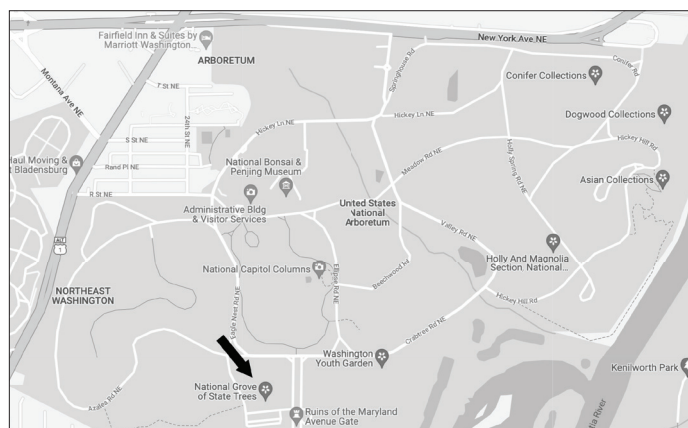 Fairfield Inn & Suites by
Marriott Washington...
ARBORETUM
New York Ave NE
Montana Ave NE
T St NE
24th St NE
Springhouse Rd
Conifer Rd
Conifer Collections
Dogwood Collections
Hickey Ln NE
Hickey Ln NE
Hickey Hill Rd
S St NE
Haul Moving &
t Bladensburg
Rand Pl NE
R St NE
National Bonsai &
Penjing Museum
Meadow Rd NE
Holly Spring Rd NE
Asian Collections
Administrative Bldg
& Visitor Services
United States
National
Arboretum
Valley Rd NE
ALT
1
Holly And Magnolia
Section, National...
National Capitol Columns
Ellipse Rd NE
Beechwood Rd
NORTHEAST
WASHINGTON
Eagle Nest Rd NE
Hickey Hill Rd
Crabtree Rd NE
Washington
Youth Garden
Kenilworth Park
National Grove
of State Trees
Azalea Rd NE
Ruins of the Maryland
Avenue Gate
tia River